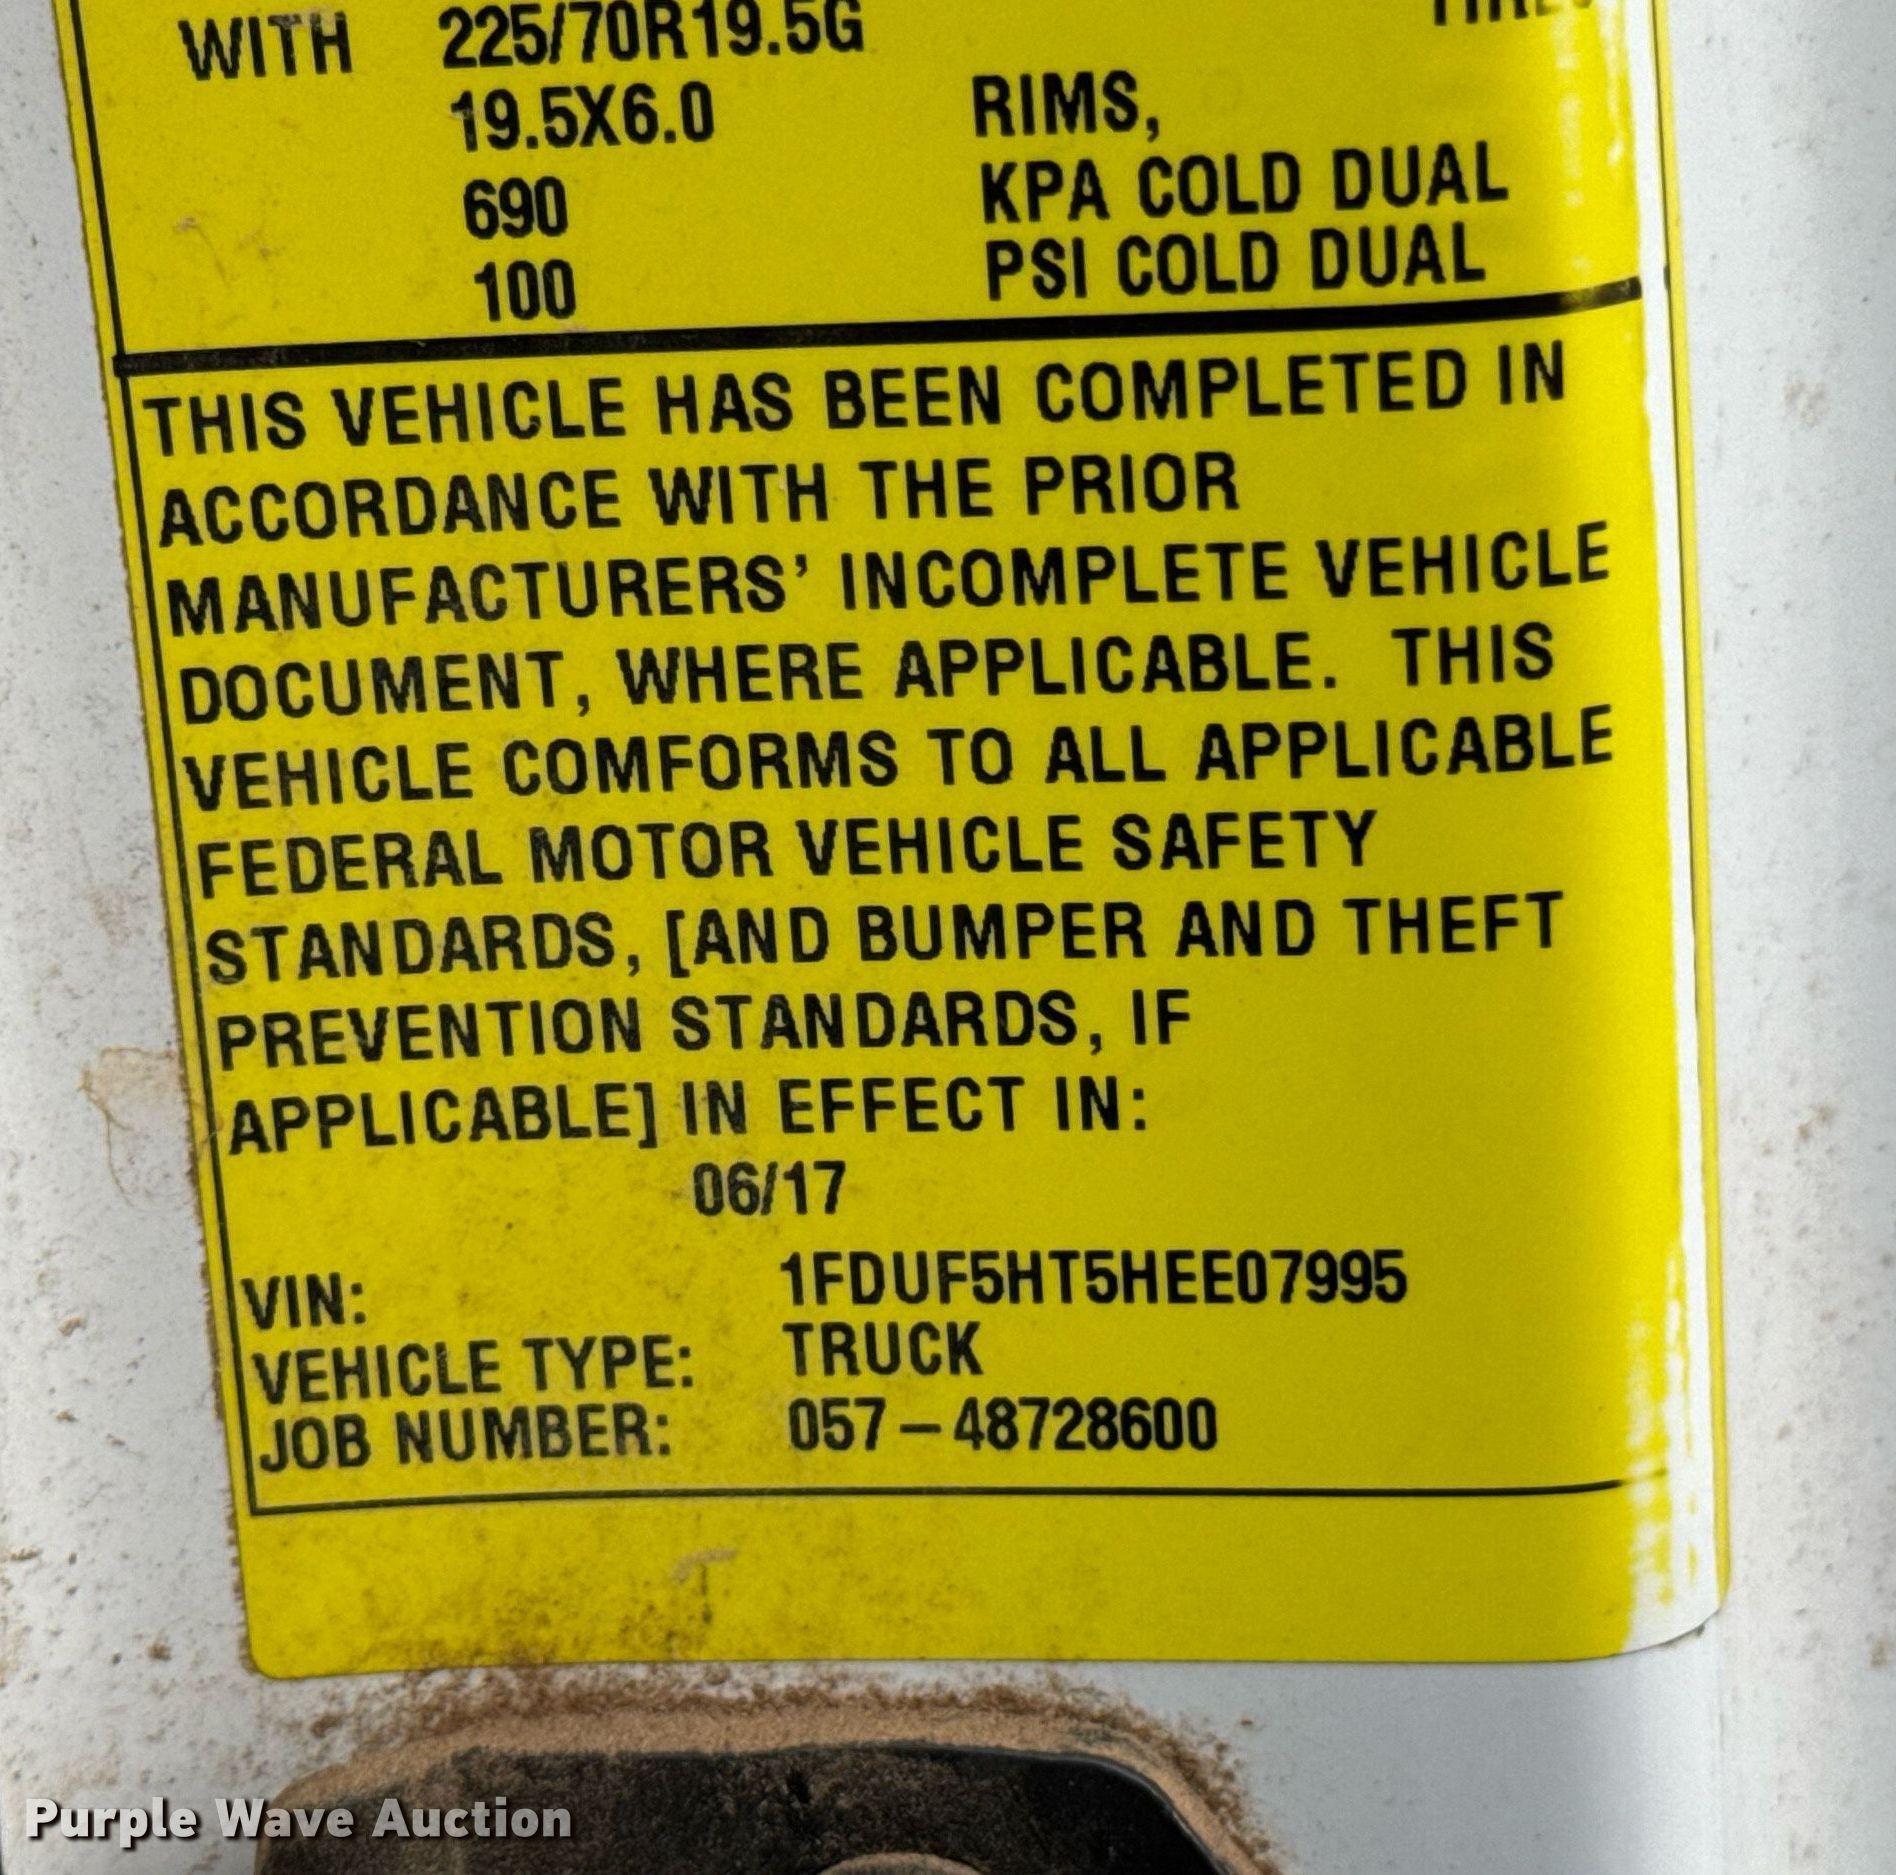 WITH 225/70R19.5G TIRES
19.5X6.0 RIMS,
690 KPA COLD DUAL
100 PSI COLD DUAL
THIS VEHICLE HAS BEEN COMPLETED IN
ACCORDANCE WITH THE PRIOR
MANUFACTURERS' INCOMPLETE VEHICLE
DOCUMENT, WHERE APPLICABLE. THIS
VEHICLE COMFORMS TO ALL APPLICABLE
FEDERAL MOTOR VEHICLE SAFETY
STANDARDS, [AND BUMPER AND THEFT
PREVENTION STANDARDS, IF
APPLICABLE] IN EFFECT IN:
06/17
VIN: 1FDUF5HT5HEE07995
VEHICLE TYPE: TRUCK
JOB NUMBER: 057–48728600
Purple Wave Auction